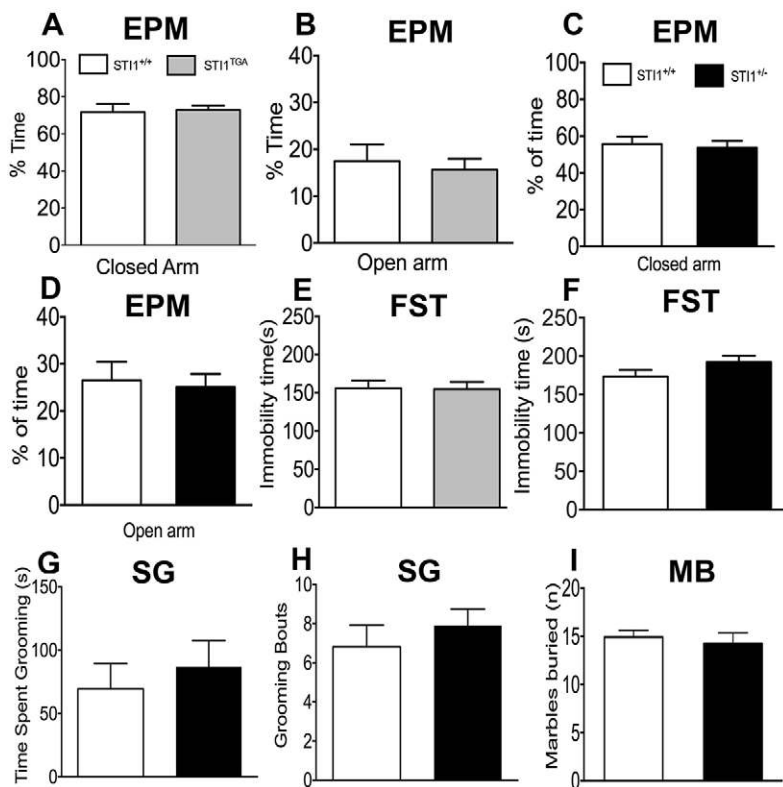 A EPM
% Time
100
80
60
40
20
0
STI1+/+
STI1TGA
Closed Arm
B EPM
% Time
40
30
20
10
0
Open arm
C EPM
% of time
100
80
60
40
20
0
STI1+/+
STI1+/-
Closed arm
D EPM
% of time
40
30
20
10
0
Open arm
E FST
Immobility time(s)
250
200
150
100
50
0
F FST
Immobility time (s)
250
200
150
100
50
0
G SG
Time Spent Grooming (s)
150
100
50
0
H SG
Grooming Bouts
8
6
4
2
0
I MB
Marbles buried (n)
20
15
10
5
0